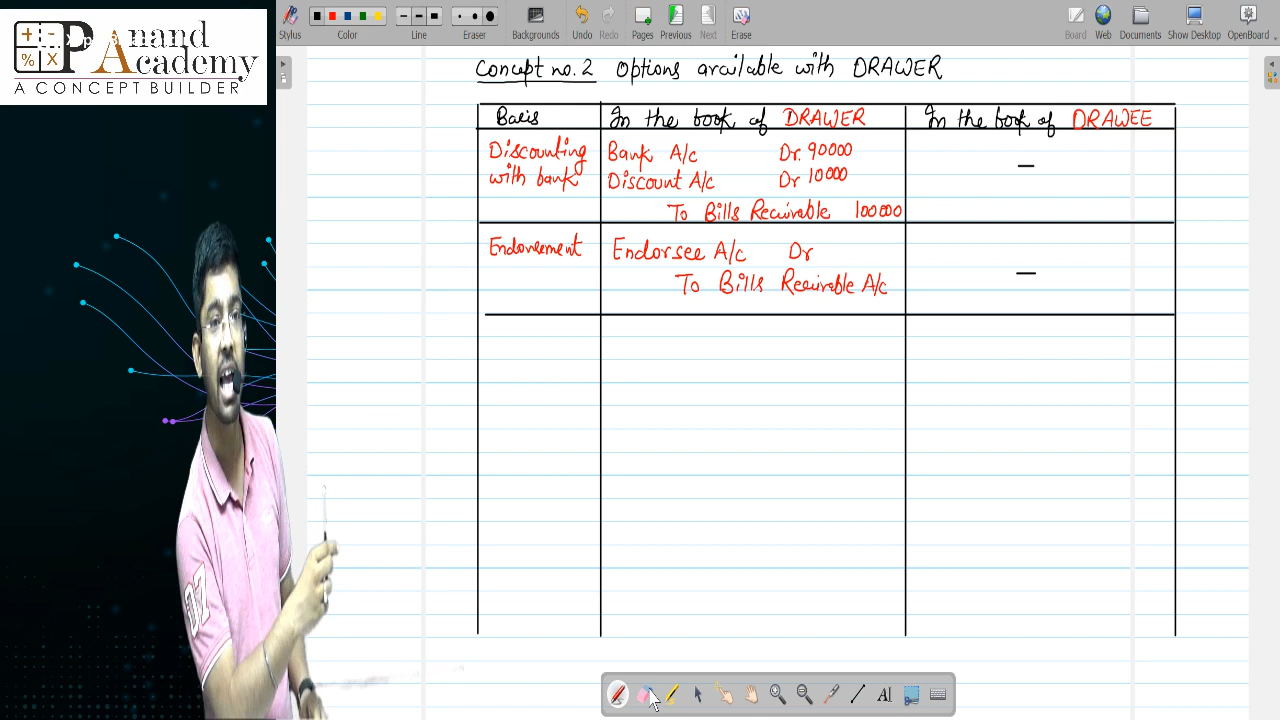 P Anand
Academy
A CONCEPT BUILDER
Stylus
Color
Line
Eraser
Backgrounds
Undo
Redo
Pages
Previous
Next
Erase
Board
Web
Documents
Show Desktop
OpenBoard
Concept no. 2 Options available with DRAWER
Basis
In the book of DRAWER
In the book of DRAWEE
Discounting
with bank
Bank A/c Dr. 90000
Discount A/c Dr 10000
To Bills Receivable 100000
—
Endorsement
Endorsee A/c Dr
To Bills Receivable A/c
—
07